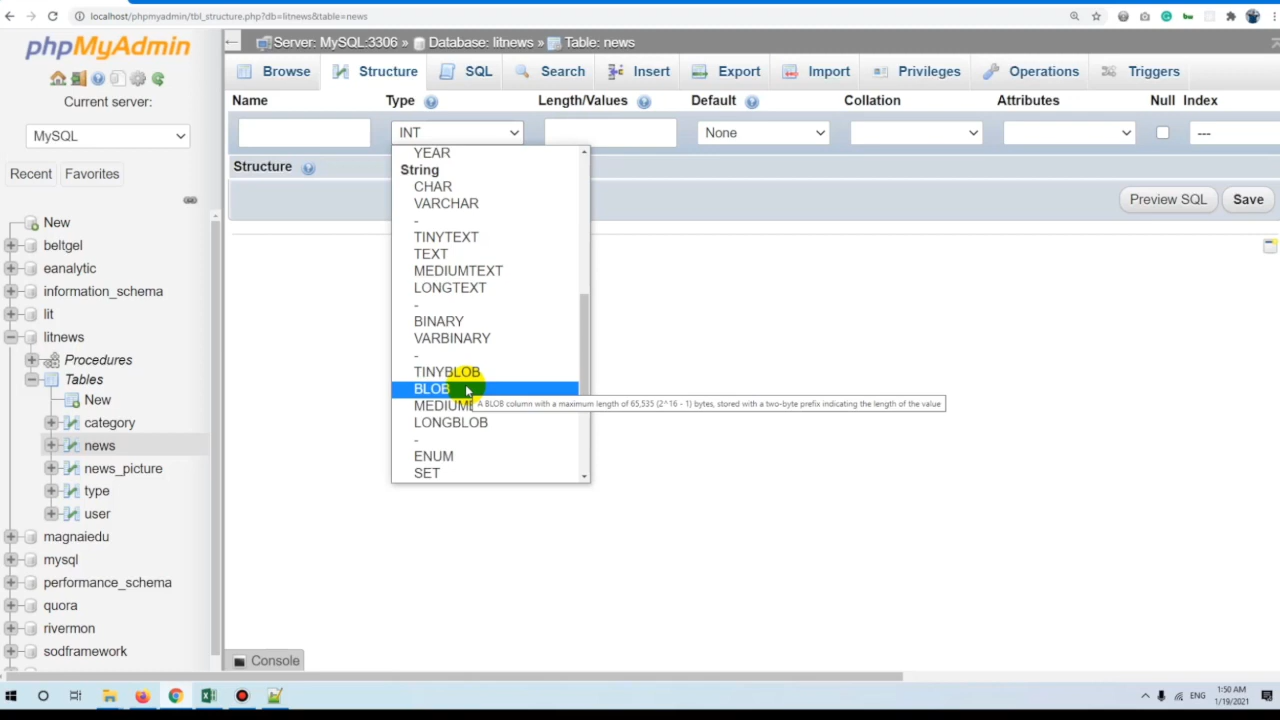 localhost/phpmyadmin/tbl_structure.php?db=litnews&table=news
phpMyAdmin
Current server:
MySQL
Recent
Favorites
New
beltgel
eanalytic
information_schema
lit
litnews
Procedures
Tables
New
category
news
news_picture
type
user
magnaiedu
mysql
performance_schema
quora
rivermon
sodframework
Server: MySQL:3306 » Database: litnews » Table: news
Browse Structure SQL Search Insert Export Import Privileges Operations Triggers
Name Type Length/Values Default Collation Attributes Null Index
INT None ---
Structure
Preview SQL Save
YEAR
String
CHAR
VARCHAR
-
TINYTEXT
TEXT
MEDIUMTEXT
LONGTEXT
-
BINARY
VARBINARY
-
TINYBLOB
BLOB
MEDIUMB
A BLOB column with a maximum length of 65,535 (2^16 - 1) bytes, stored with a two-byte prefix indicating the length of the value
LONGBLOB
-
ENUM
SET
Console
ENG
1:50 AM
1/19/2021